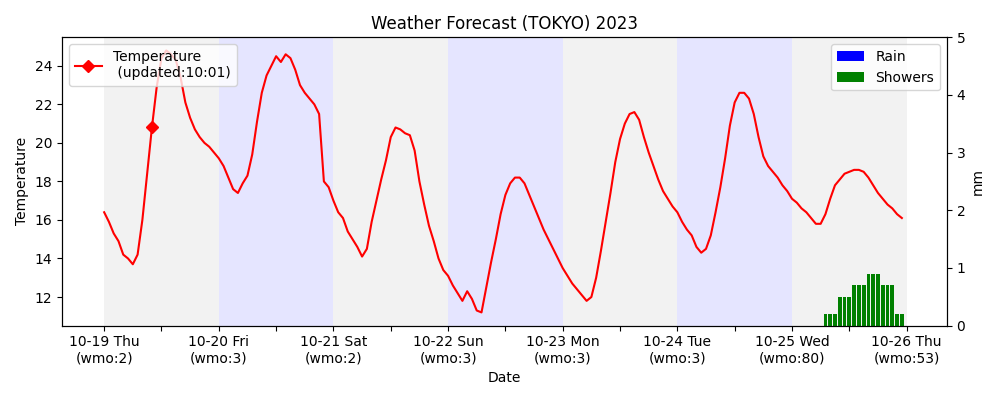 Weather Forecast (TOKYO) 2023
Temperature
(updated:10:01)
Rain
Showers
Temperature
24
22
20
18
16
14
12
5
4
3
2
1
0
mm
10-19 Thu
(wmo:2)
10-20 Fri
(wmo:3)
10-21 Sat
(wmo:2)
10-22 Sun
(wmo:3)
10-23 Mon
(wmo:3)
10-24 Tue
(wmo:3)
10-25 Wed
(wmo:80)
10-26 Thu
(wmo:53)
Date